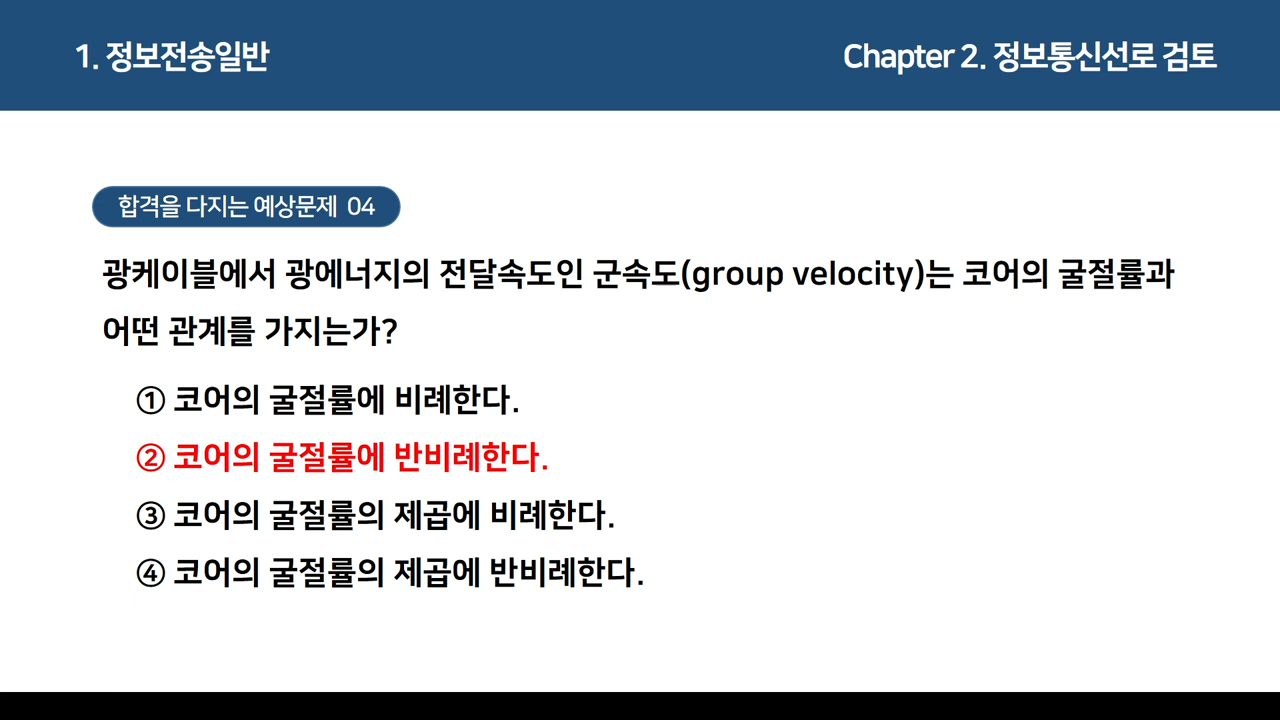 1. 정보전송일반
Chapter 2. 정보통신선로 검토
합격을 다지는 예상문제 04
광케이블에서 광에너지의 전달속도인 군속도(group velocity)는 코어의 굴절률과
어떤 관계를 가지는가?
① 코어의 굴절률에 비례한다.
② 코어의 굴절률에 반비례한다.
③ 코어의 굴절률의 제곱에 비례한다.
④ 코어의 굴절률의 제곱에 반비례한다.